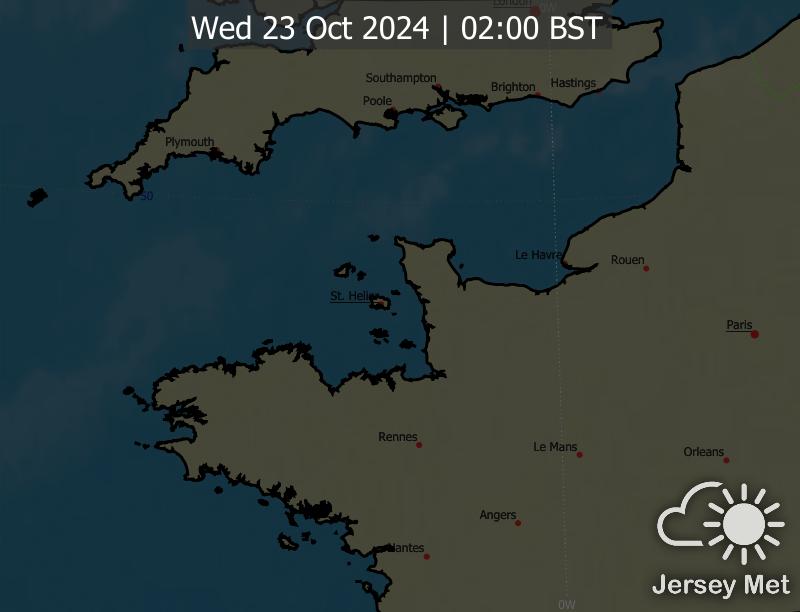 London
0W
Wed 23 Oct 2024 | 02:00 BST
Southampton
Brighton
Hastings
Poole
Plymouth
50
Le Havre
Rouen
St. Helier
Paris
Rennes
Le Mans
Orleans
Angers
Nantes
Jersey Met
0W